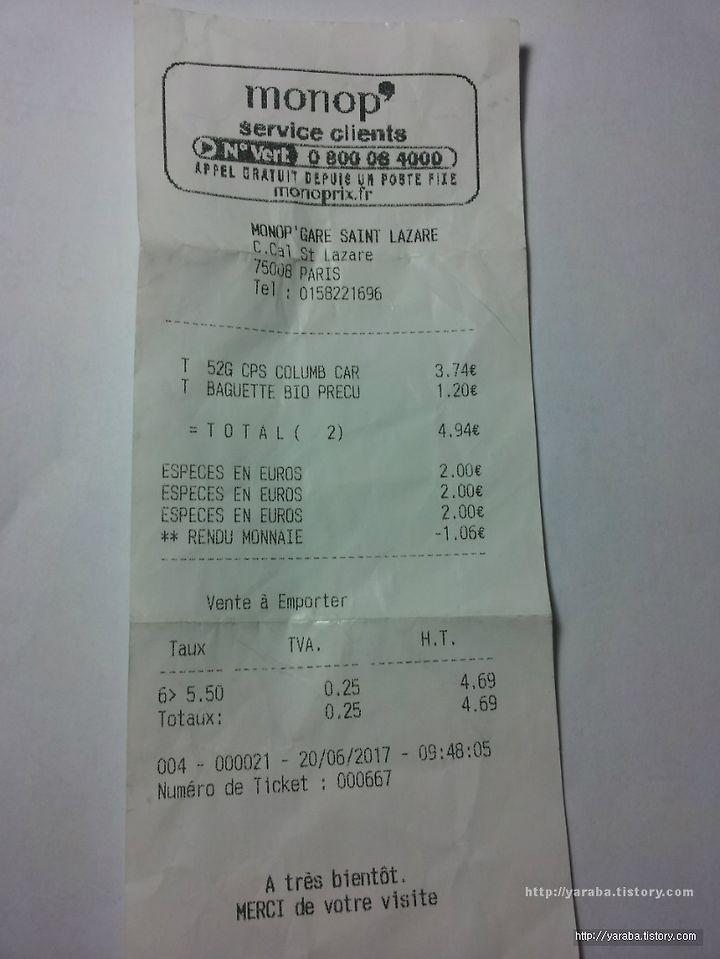 monop'
service clients
N° Vert 0 800 06 4000
APPEL GRATUIT DEPUIS UN POSTE FIXE
monoprix.fr
MONOP'GARE SAINT LAZARE
C.Cal St Lazare
75008 PARIS
Tel : 0158221696
T 52G CPS COLUMB CAR 3.74€
T BAGUETTE BIO PRECU 1.20€
= T O T A L ( 2) 4.94€
ESPECES EN EUROS 2.00€
ESPECES EN EUROS 2.00€
ESPECES EN EUROS 2.00€
** RENDU MONNAIE -1.06€
Vente à Emporter
Taux TVA. H.T.
6> 5.50 0.25 4.69
Totaux: 0.25 4.69
004 - 000021 - 20/06/2017 - 09:48:05
Numéro de Ticket : 000667
A très bientôt.
MERCI de votre visite
http://yaraba.tistory.com
http://yaraba.tistory.com